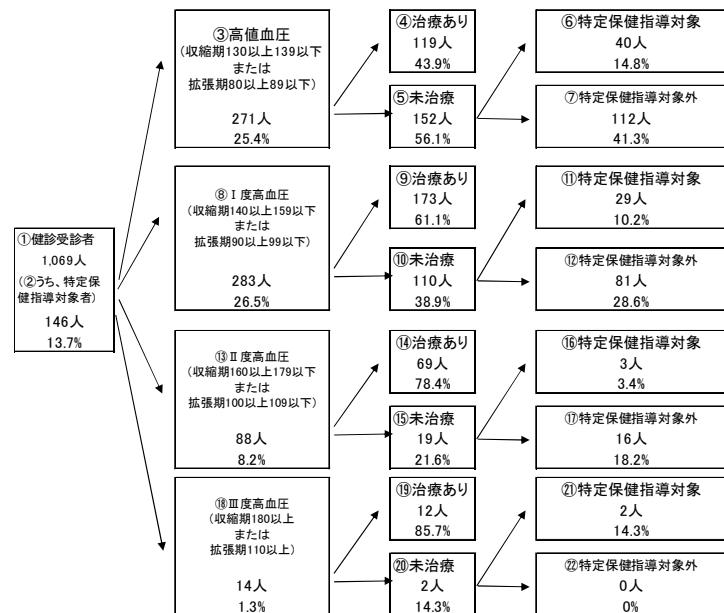 ①健診受診者
1,069人
(②うち、特定保
健指導対象者)
146人
13.7%
③高値血圧
(収縮期130以上139以下
または
拡張期80以上89以下)
271人
25.4%
④治療あり
119人
43.9%
⑤未治療
152人
56.1%
⑥特定保健指導対象
40人
14.8%
⑦特定保健指導対象外
112人
41.3%
⑧Ⅰ度高血圧
(収縮期140以上159以下
または
拡張期90以上99以下)
283人
26.5%
⑨治療あり
173人
61.1%
⑩未治療
110人
38.9%
⑪特定保健指導対象
29人
10.2%
⑫特定保健指導対象外
81人
28.6%
⑬Ⅱ度高血圧
(収縮期160以上179以下
または
拡張期100以上109以下)
88人
8.2%
⑭治療あり
69人
78.4%
⑮未治療
19人
21.6%
⑯特定保健指導対象
3人
3.4%
⑰特定保健指導対象外
16人
18.2%
⑱Ⅲ度高血圧
(収縮期180以上
または
拡張期110以上)
14人
1.3%
⑲治療あり
12人
85.7%
⑳未治療
2人
14.3%
㉑特定保健指導対象
2人
14.3%
㉒特定保健指導対象外
0人
0%